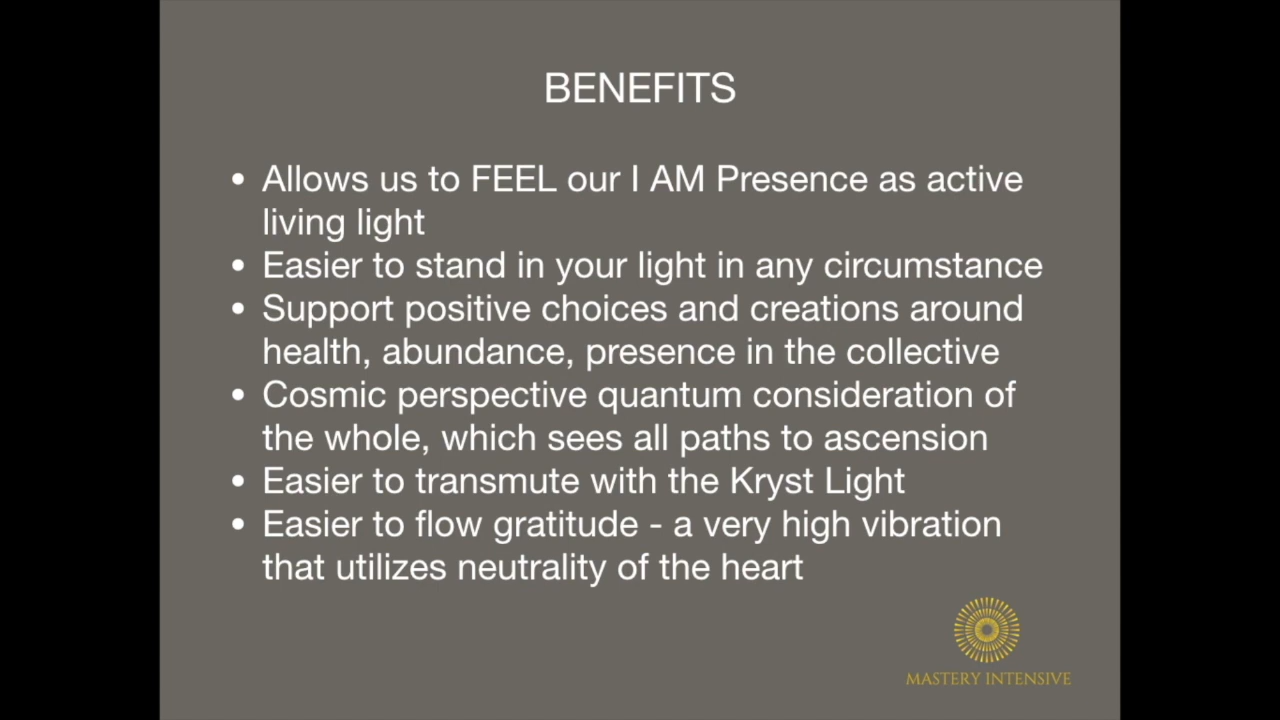 BENEFITS
• Allows us to FEEL our I AM Presence as active
living light
• Easier to stand in your light in any circumstance
• Support positive choices and creations around
health, abundance, presence in the collective
• Cosmic perspective quantum consideration of
the whole, which sees all paths to ascension
• Easier to transmute with the Kryst Light
• Easier to flow gratitude - a very high vibration
that utilizes neutrality of the heart
MASTERY INTENSIVE